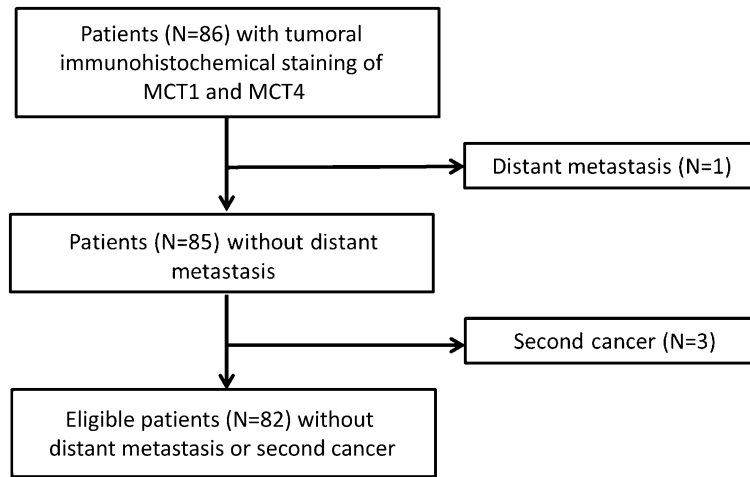 Patients (N=86) with tumoral
immunohistochemical staining of
MCT1 and MCT4
Distant metastasis (N=1)
Patients (N=85) without distant
metastasis
Second cancer (N=3)
Eligible patients (N=82) without
distant metastasis or second cancer